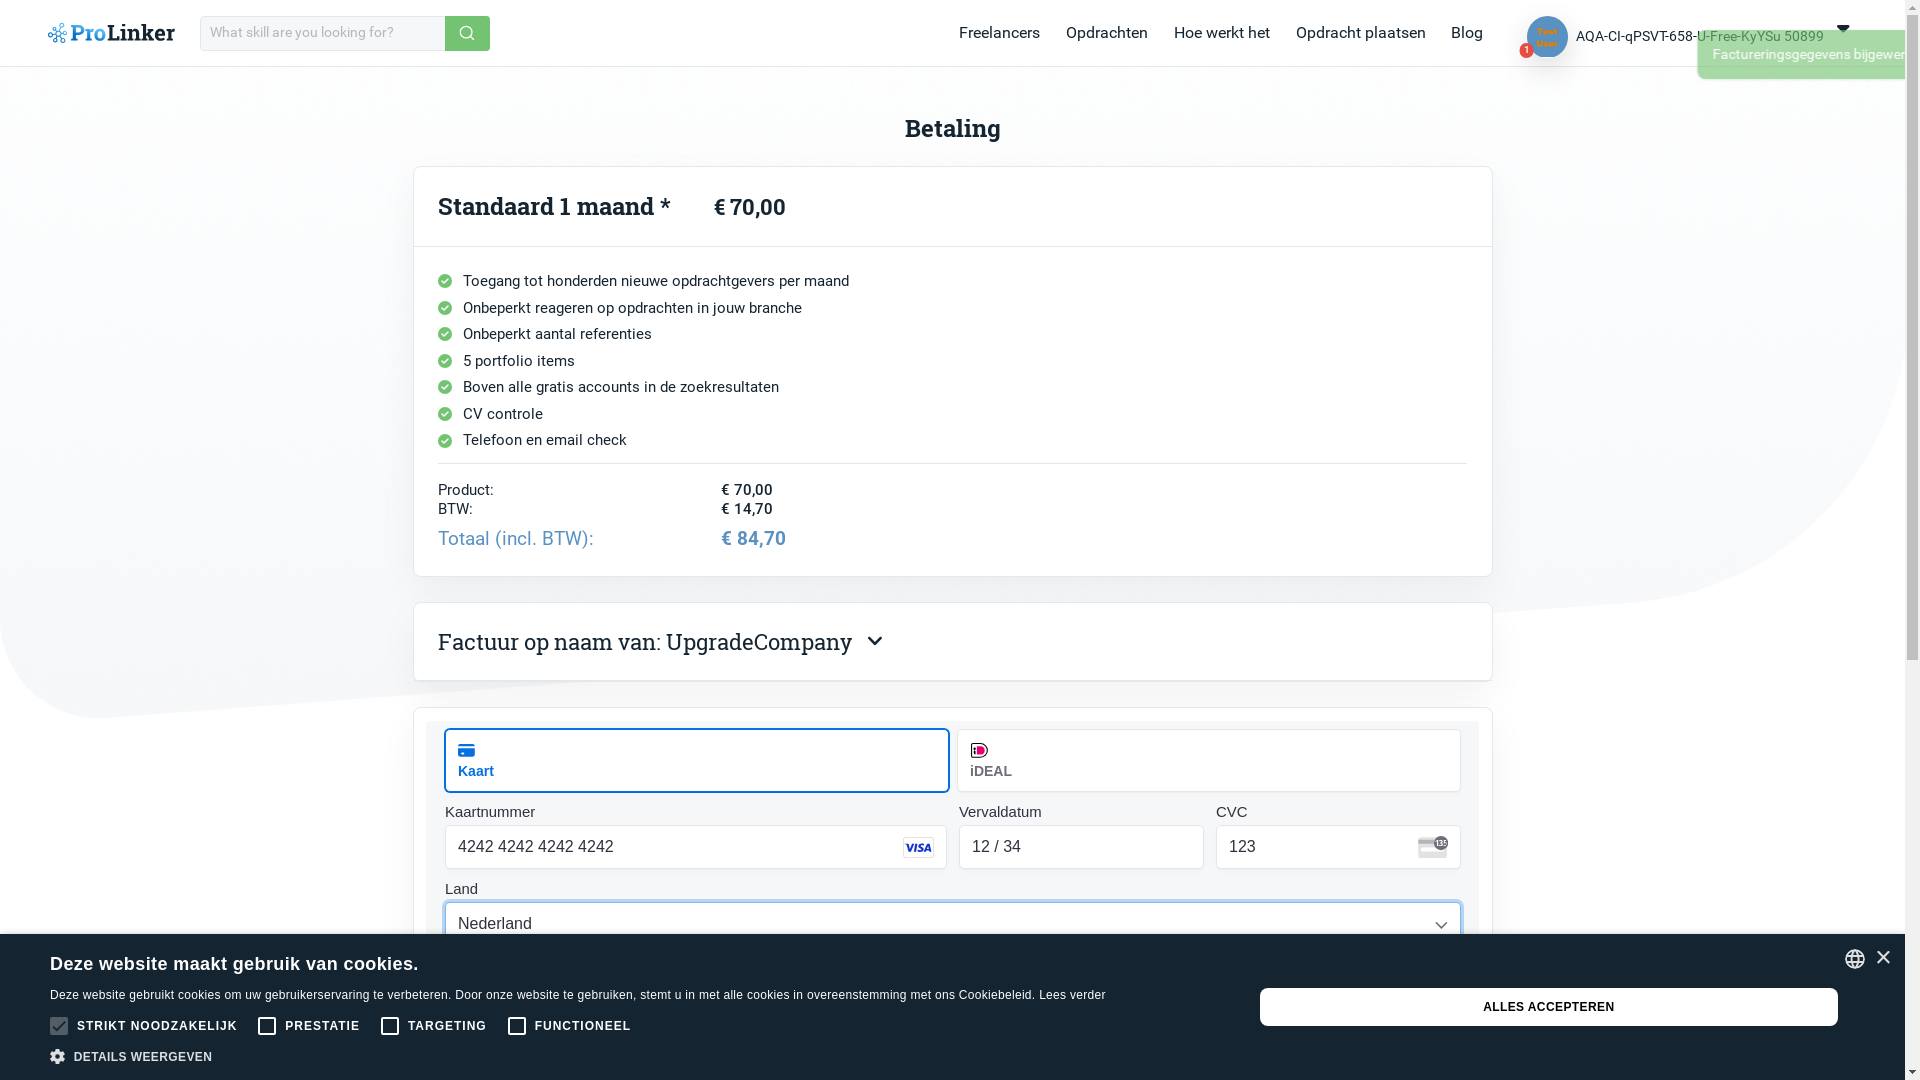 ProLinker
What skill are you looking for?
Freelancers
Opdrachten
Hoe werkt het
Opdracht plaatsen
Blog
Test
User
1
AQA-CI-qPSVT-658-U-Free-KyYSu 50899
Factureringsgegevens
Betaling
Standaard 1 maand * € 70,00
Toegang tot honderden nieuwe opdrachtgevers per maand
Onbeperkt reageren op opdrachten in jouw branche
Onbeperkt aantal referenties
5 portfolio items
Boven alle gratis accounts in de zoekresultaten
CV controle
Telefoon en email check
Product: € 70,00
BTW: € 14,70
Totaal (incl. BTW): € 84,70
Factuur op naam van: UpgradeCompany
Kaart
iDEAL
Kaartnummer Vervaldatum CVC
4242 4242 4242 4242 VISA 12 / 34 123 135
Land
Nederland
Deze website maakt gebruik van cookies.
Deze website gebruikt cookies om uw gebruikerservaring te verbeteren. Door onze website te gebruiken, stemt u in met alle cookies in overeenstemming met ons Cookiebeleid. Lees verder
STRIKT NOODZAKELIJK PRESTATIE TARGETING FUNCTIONEEL
DETAILS WEERGEVEN
ALLES ACCEPTEREN